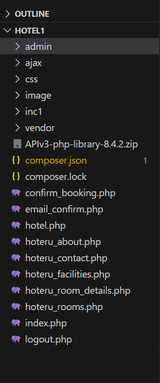 OUTLINE
HOTEL1
admin
ajax
css
image
inc1
vendor
APIv3-php-library-8.4.2.zip
composer.json 1
composer.lock
confirm_booking.php
email_confirm.php
hotel.php
hoteru_about.php
hoteru_contact.php
hoteru_facilities.php
hoteru_room_details.php
hoteru_rooms.php
index.php
logout.php